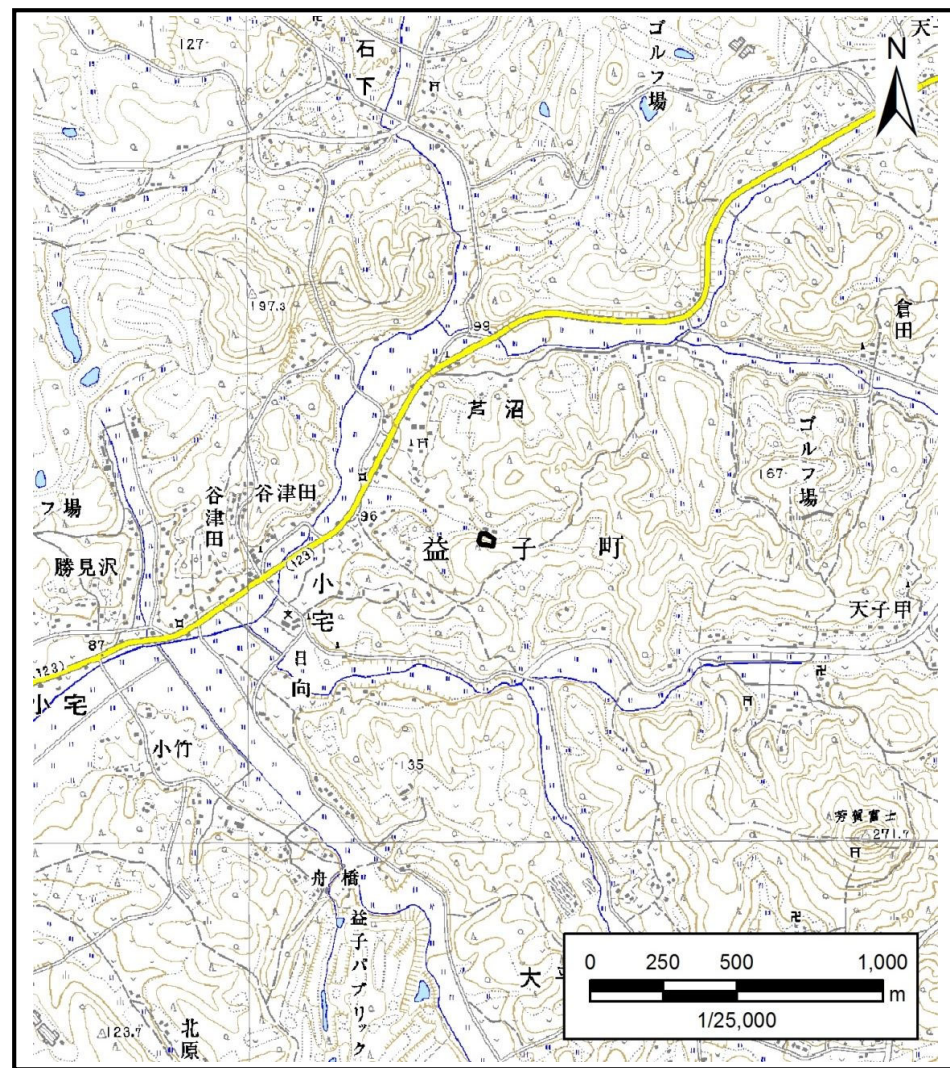 127
石下
ゴルフ場
天
N
197.3
99
倉田
芦沼
ゴルフ場
167
谷津田
谷津田
フ場
96
益子町
勝見沢
(123)
小宅
天子甲
87
(123)
日向
小宅
小竹
135
芳賀富士
271.7
舟橋
益子パブリック
大平
北原
123.7
0 250 500 1,000
m
1/25,000